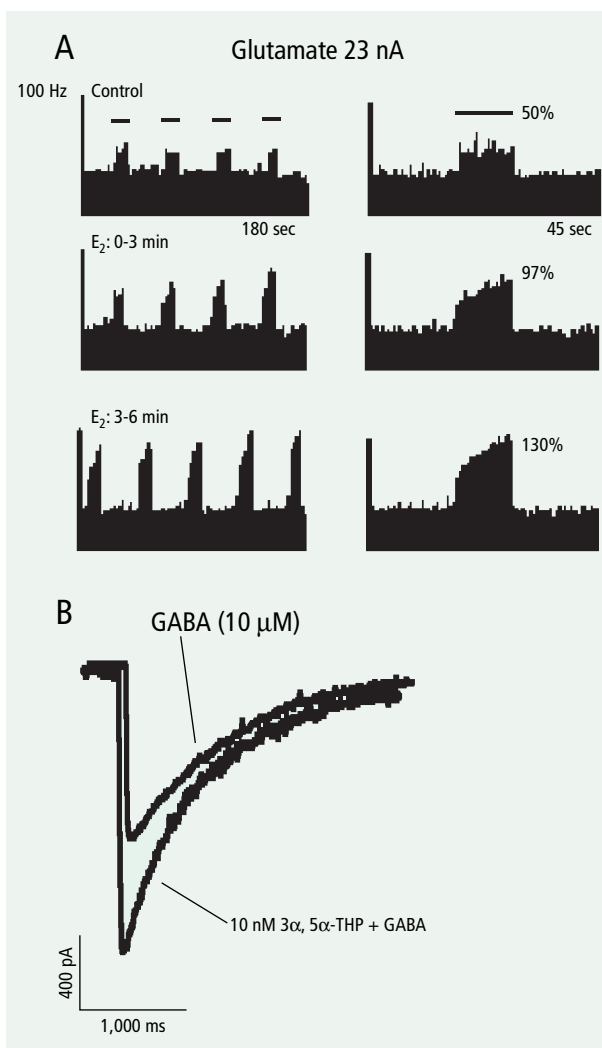 A
Glutamate 23 nA
100 Hz
Control
50%
180 sec
45 sec
E₂: 0-3 min
97%
E₂: 3-6 min
130%
B
GABA (10 μM)
10 nM 3α, 5α-THP + GABA
400 pA
1,000 ms